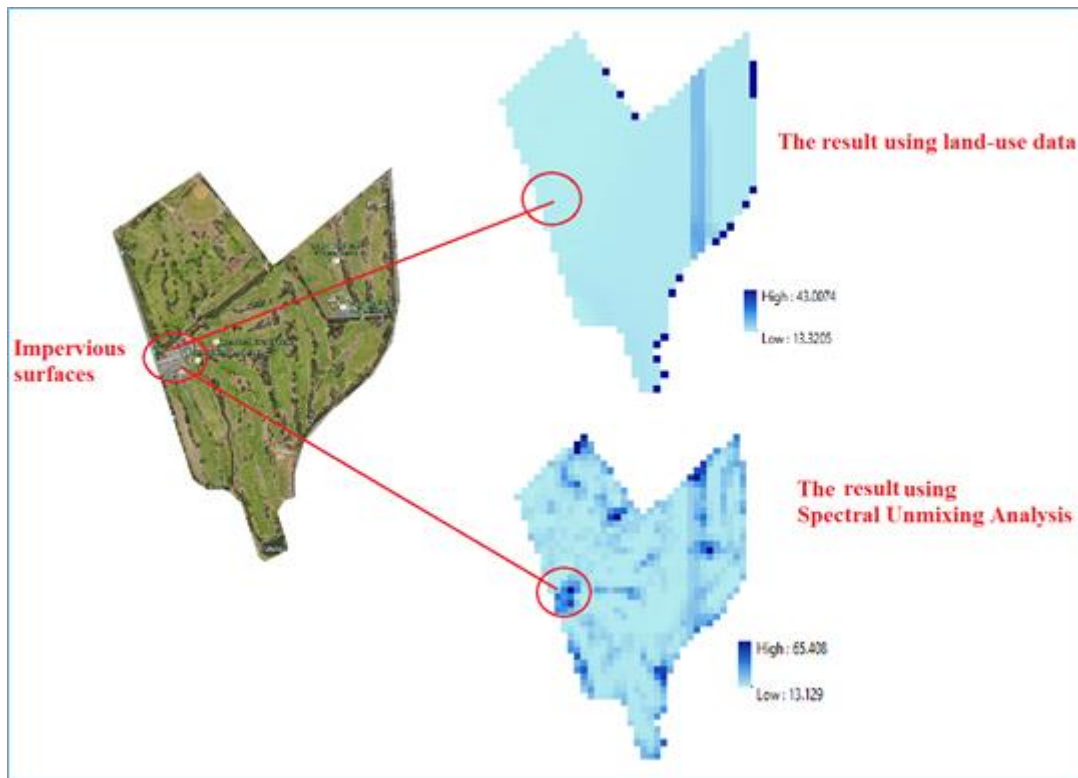 The result using land-use data
High : 43.0074
Low : 13.3205
Impervious
surfaces
The result using
Spectral Unmixing Analysis
High : 65.408
Low : 13.129